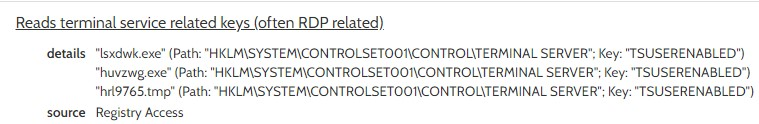 Reads terminal service related keys (often RDP related)
details "lsxdwk.exe" (Path: "HKLM\SYSTEM\CONTROLSET001\CONTROL\TERMINAL SERVER"; Key: "TSUSERENABLED")
"huvzwg.exe" (Path: "HKLM\SYSTEM\CONTROLSET001\CONTROL\TERMINAL SERVER"; Key: "TSUSERENABLED")
"hrl9765.tmp" (Path: "HKLM\SYSTEM\CONTROLSET001\CONTROL\TERMINAL SERVER"; Key: "TSUSERENABLED")
source Registry Access